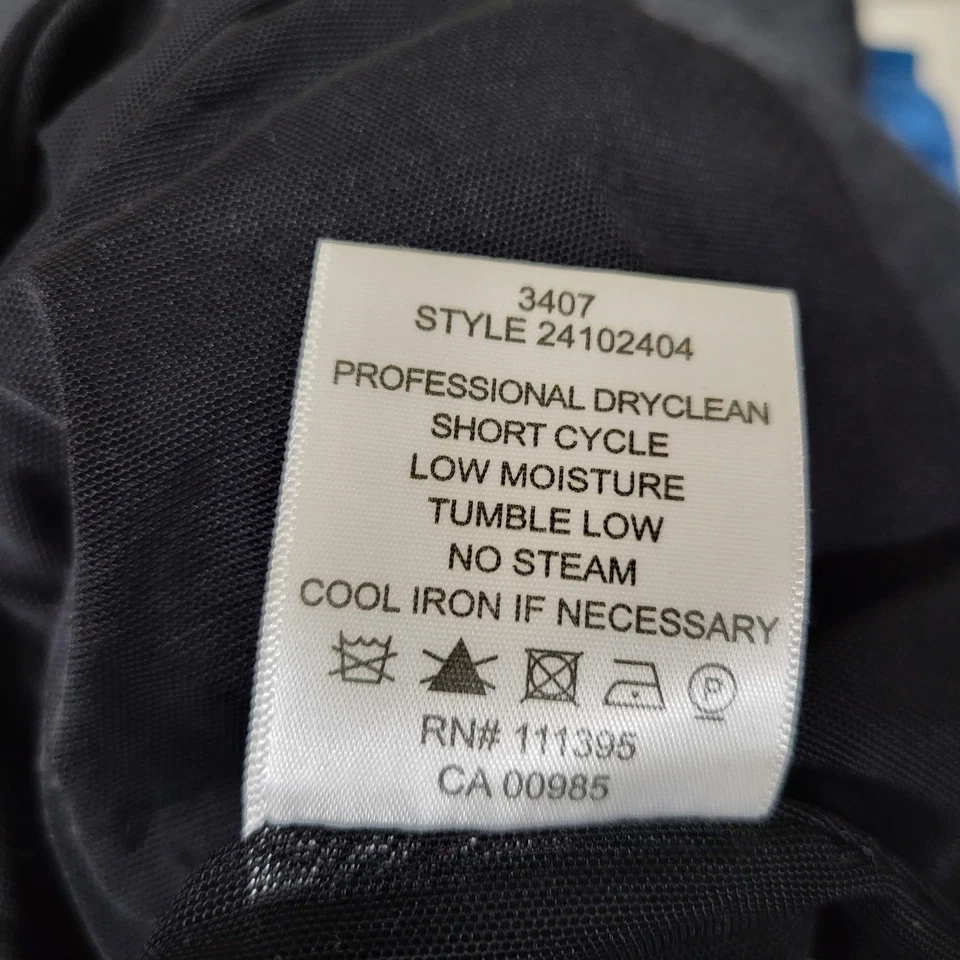 3407
STYLE 24102404
PROFESSIONAL DRYCLEAN
SHORT CYCLE
LOW MOISTURE
TUMBLE LOW
NO STEAM
COOL IRON IF NECESSARY
P
RN# 111395
CA 00985